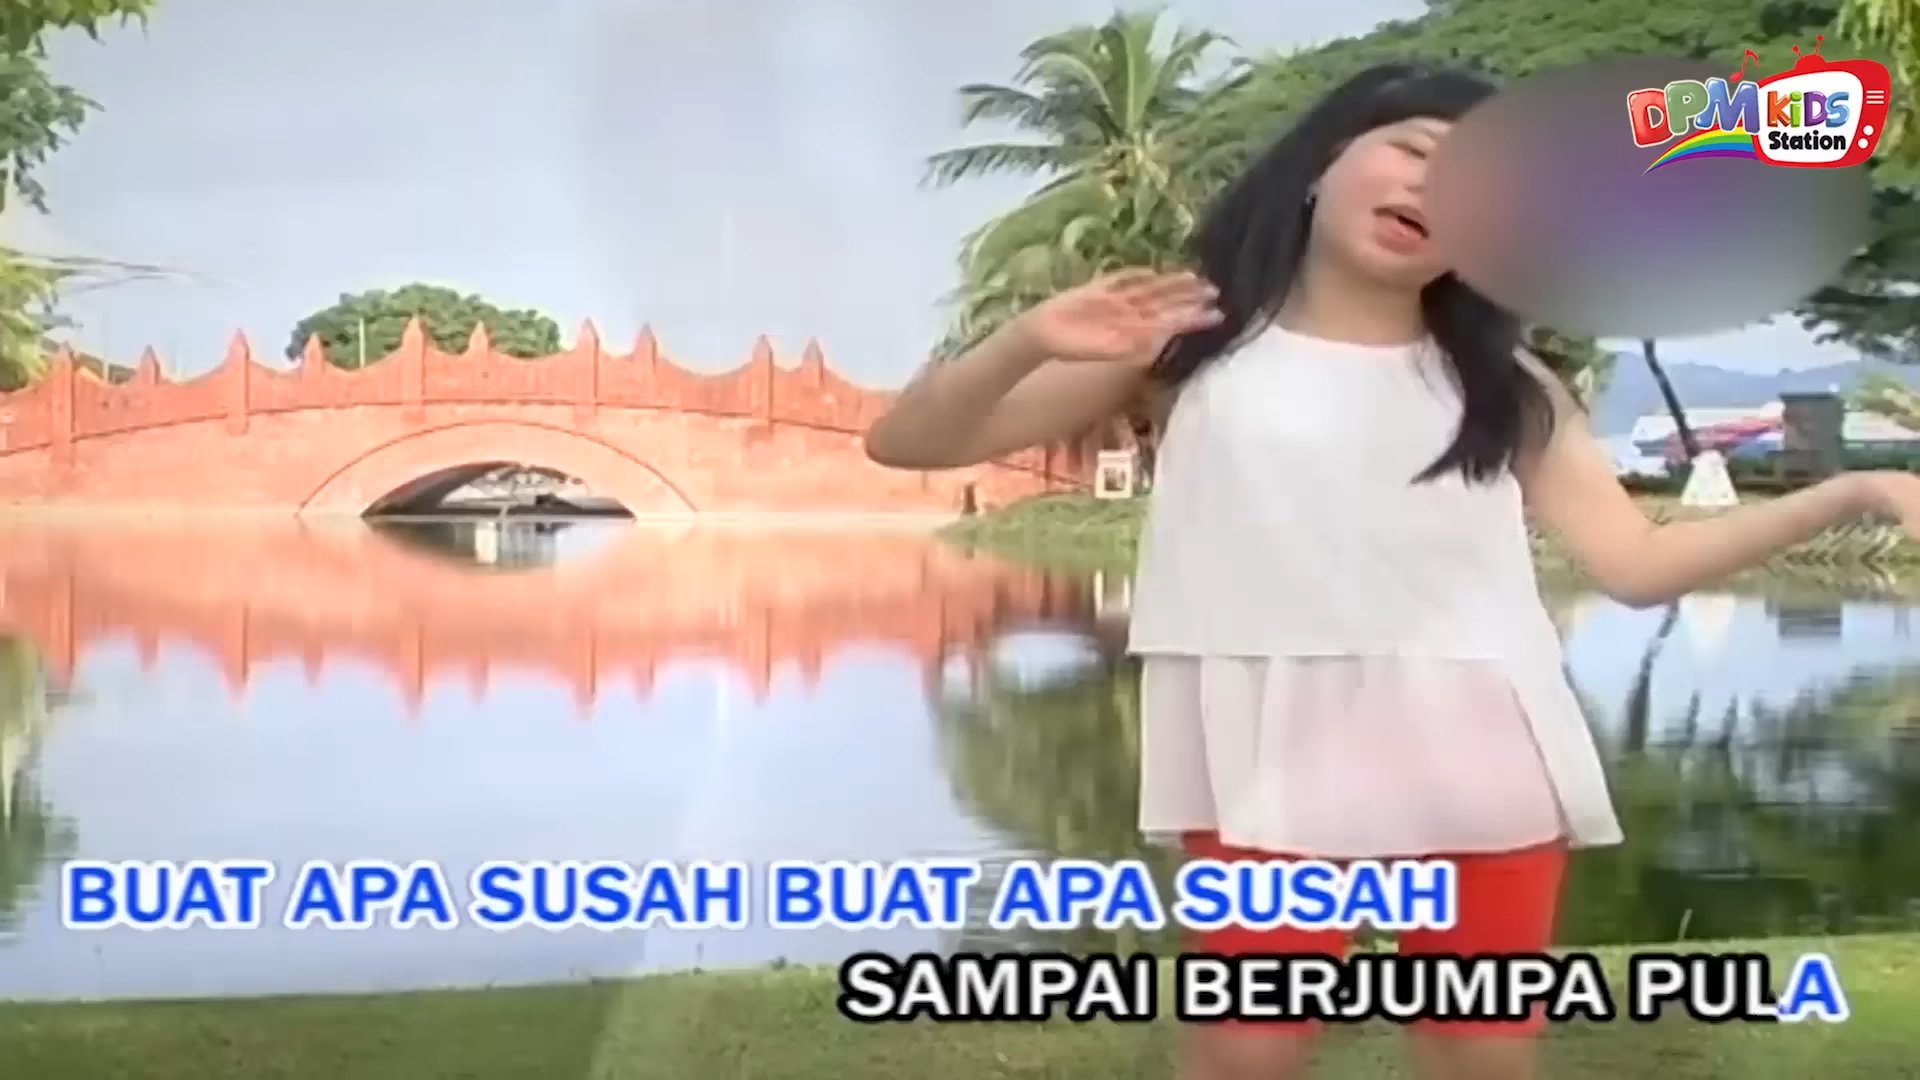 DPM KiDS
Station
BUAT APA SUSAH BUAT APA SUSAH
SAMPAI BERJUMPA PULA